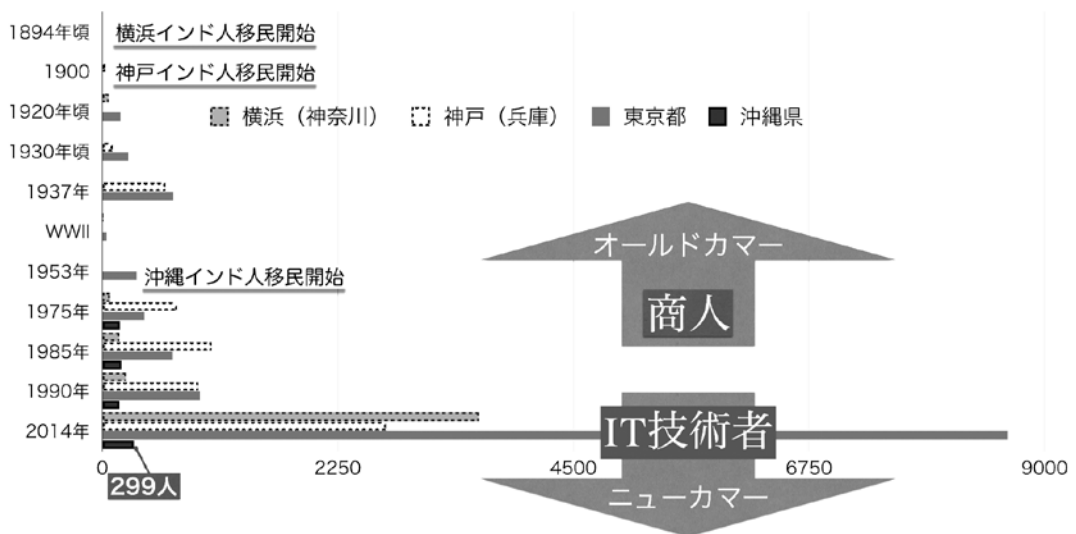 1894年頃
横浜インド人移民開始
1900
神戸インド人移民開始
1920年頃
横浜（神奈川） 神戸（兵庫） 東京都 沖縄県
1930年頃
1937年
WWII
オールドカマー
1953年
沖縄インド人移民開始
1975年
商人
1985年
1990年
2014年
IT技術者
0 2250 4500 6750 9000
299人
ニューカマー